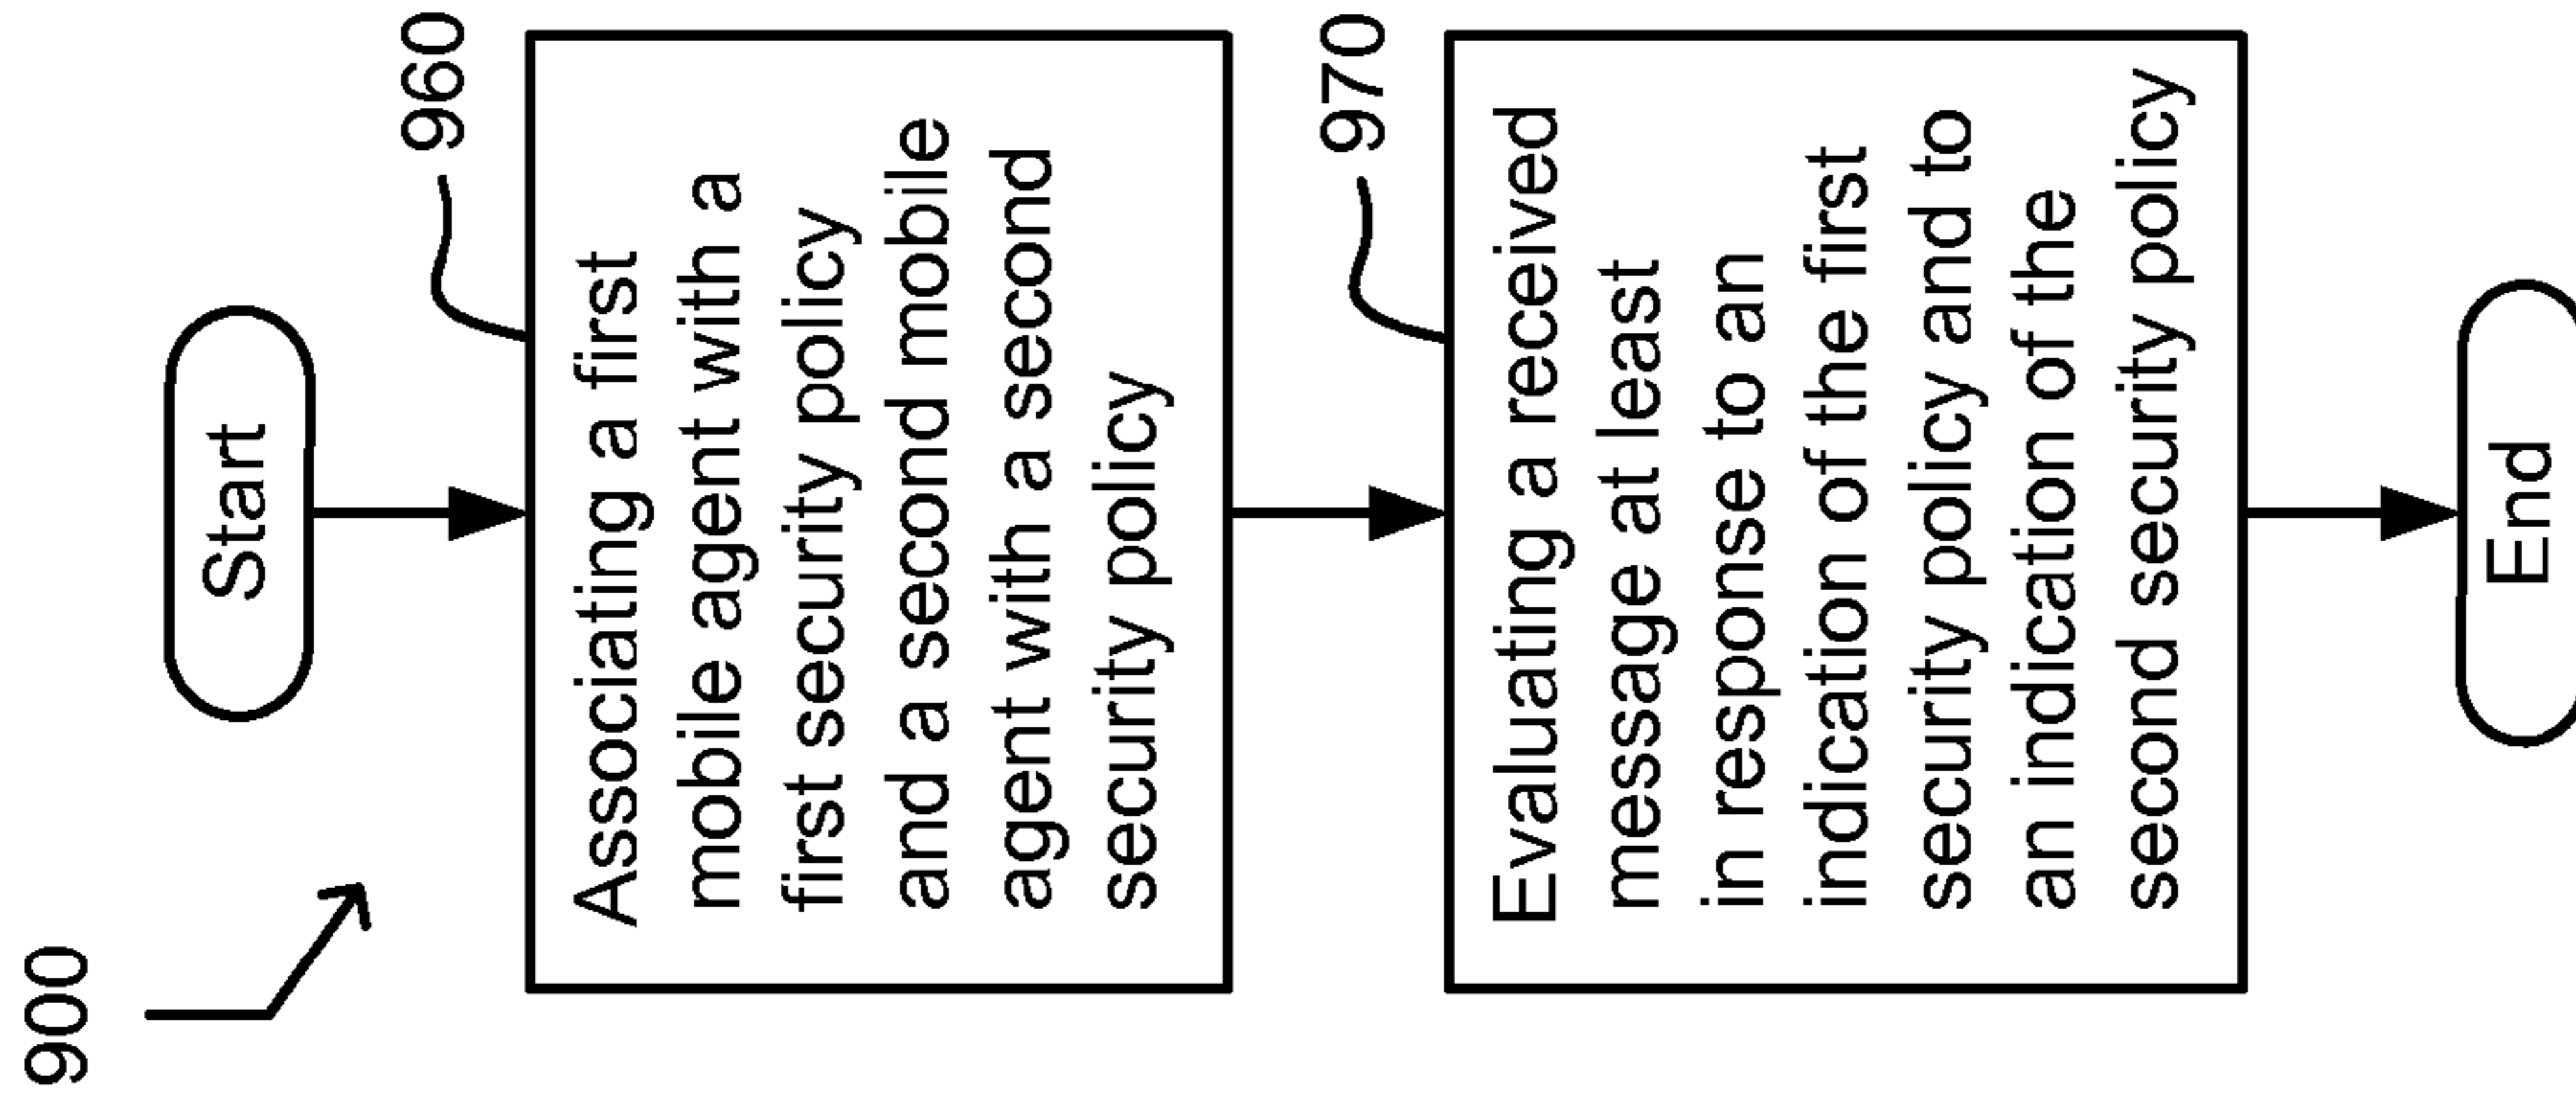 900
Start
960
Associating a first
mobile agent with a
first security policy
and a second mobile
agent with a second
security policy
970
Evaluating a received
message at least
in response to an
indication of the first
security policy and to
an indication of the
second security policy
End